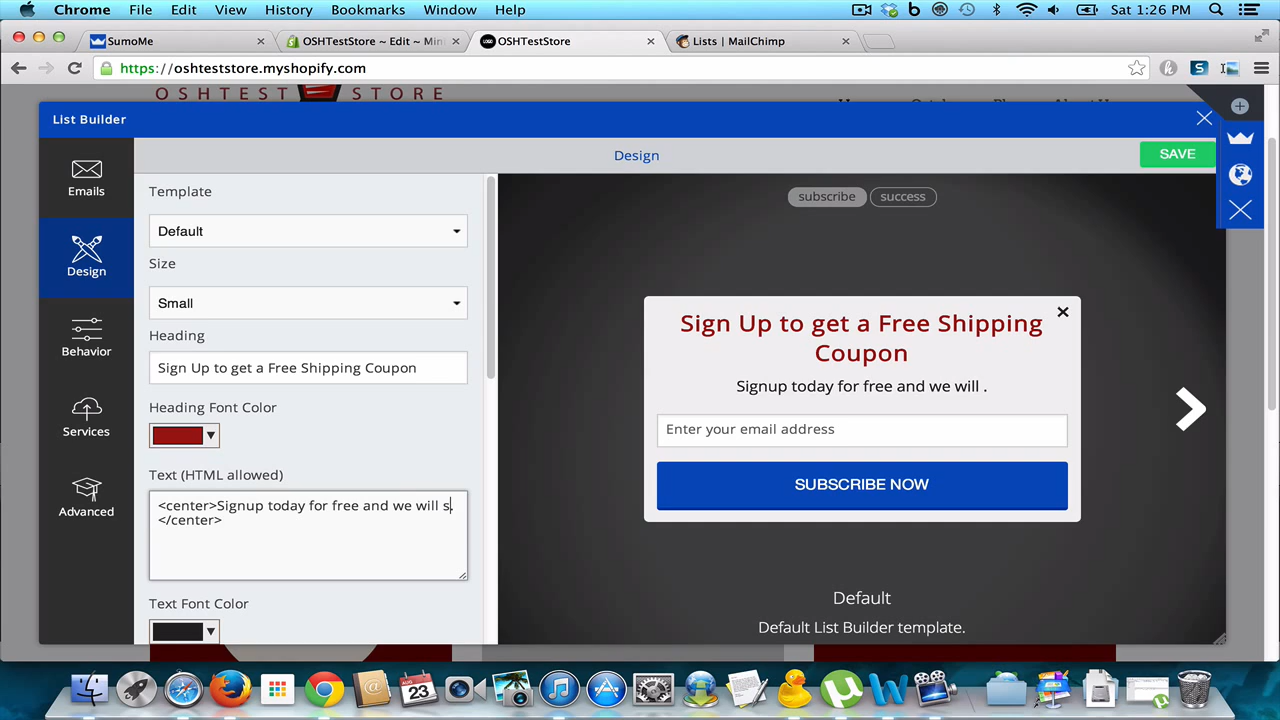 Chrome File Edit View History Bookmarks Window Help Sat 1:26 PM
SumoMe
OSHTestStore ~ Edit ~ Min
OSHTestStore
Lists | MailChimp
https://oshteststore.myshopify.com
OSHTEST STORE
List Builder
Design
SAVE
Emails
Design
Behavior
Services
Advanced
Template
Default
Size
Small
Heading
Sign Up to get a Free Shipping Coupon
Heading Font Color
Text (HTML allowed)
<center>Signup today for free and we will s.
</center>
Text Font Color
subscribe success
Sign Up to get a Free Shipping
Coupon
Signup today for free and we will .
Enter your email address
SUBSCRIBE NOW
Default
Default List Builder template.
23